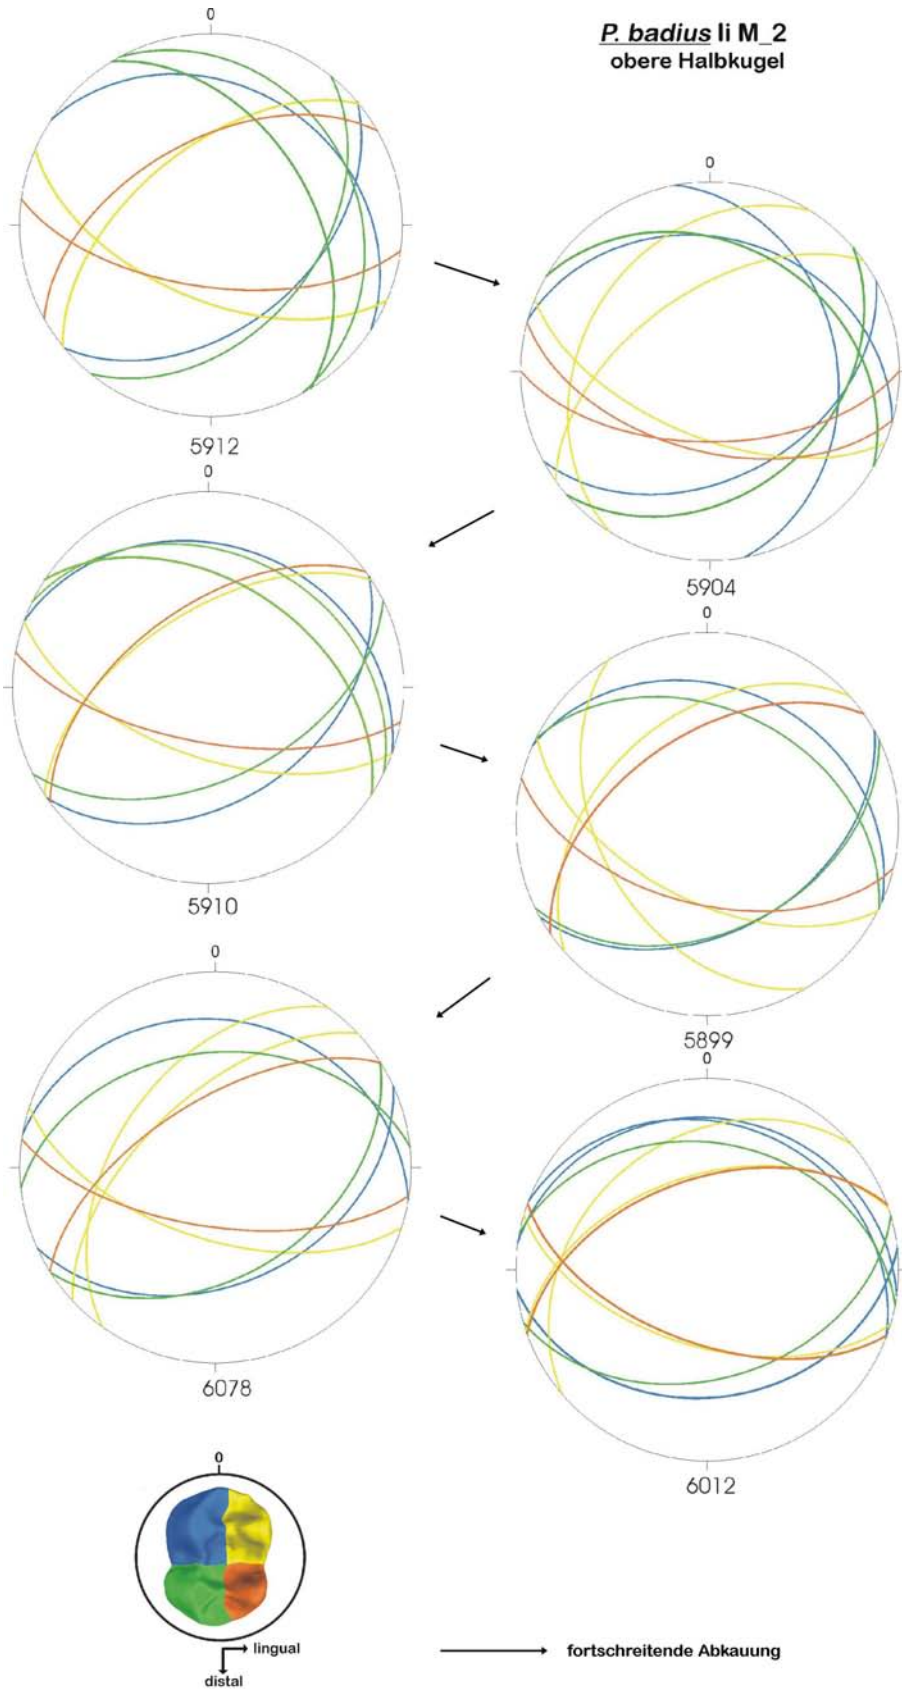 P. badius li M_2
obere Halbkugel
0
5912
0
5904
0
5910
0
5899
0
6078
0
6012
0
lingual
distal
fortschreitende Abkauung